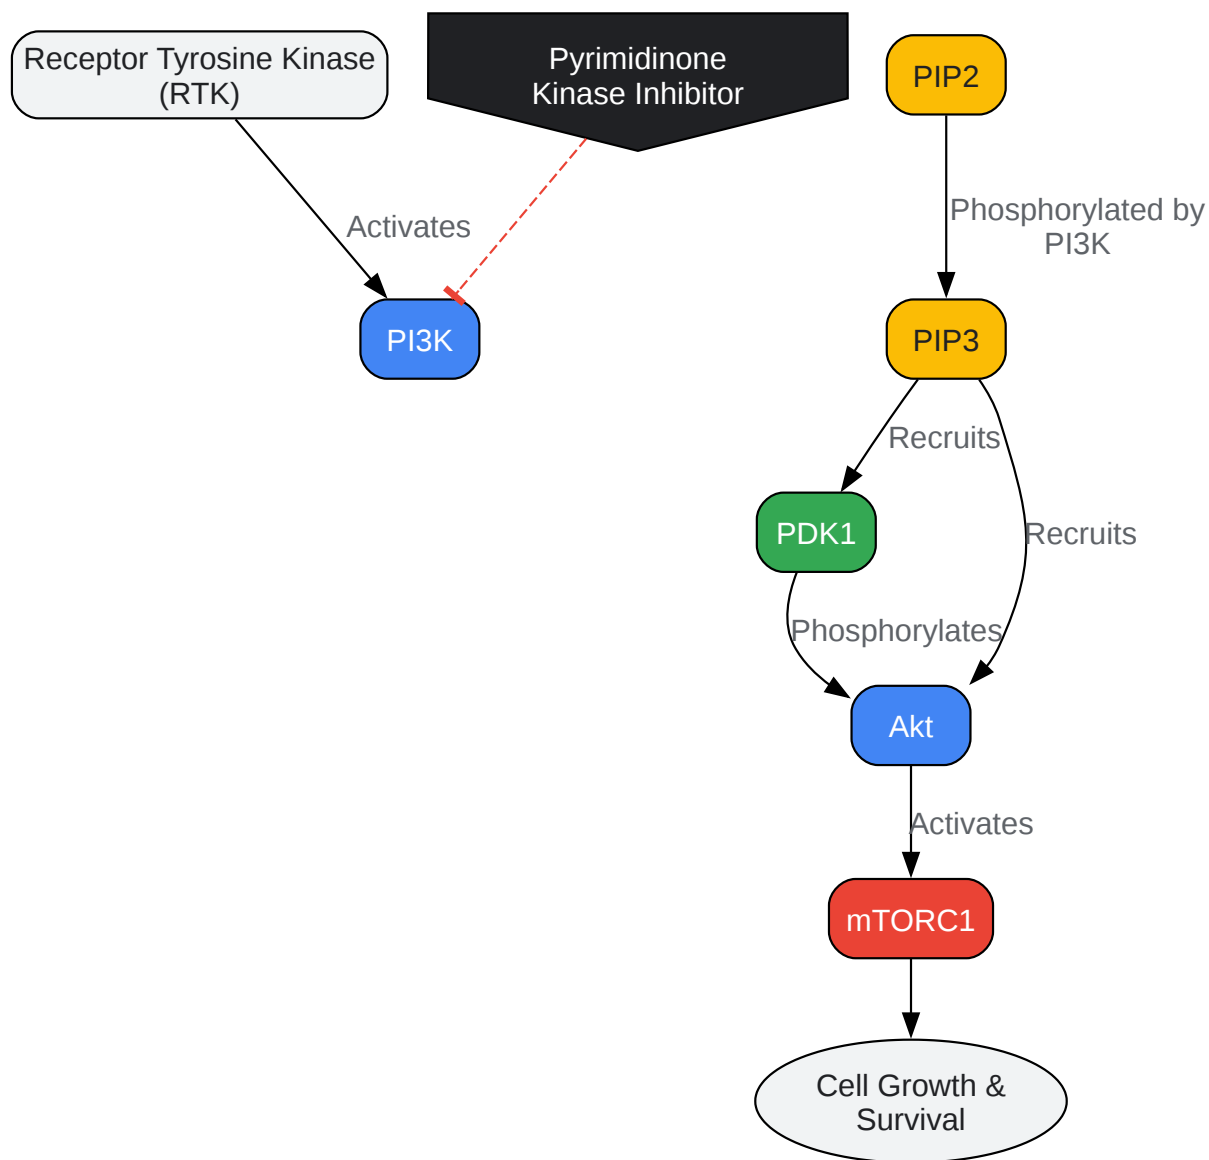 Receptor Tyrosine Kinase
(RTK)
Pyrimidinone
Kinase Inhibitor
PIP2
Activates
Phosphorylated by
PI3K
PI3K
PIP3
Recruits
PDK1
Recruits
Phosphorylates
Akt
Activates
mTORC1
Cell Growth &
Survival